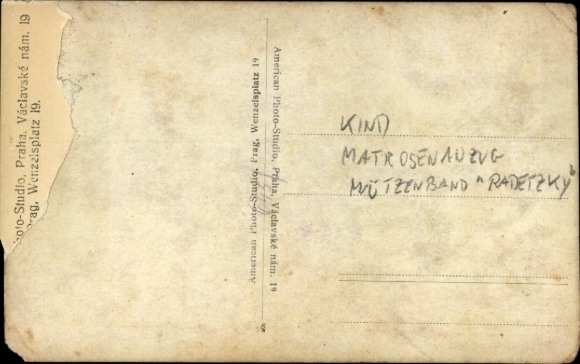 oto-Studio, Praha, Václavské nám. 19
rag, Wenzelsplatz 19.
American Photo-Studio, Prag, Wenzelsplatz 19
American Photo-Studio, Praha, Václavské nám. 19
KIND
MATROSENANZUG
MÜTZENBAND "RADETZKY"